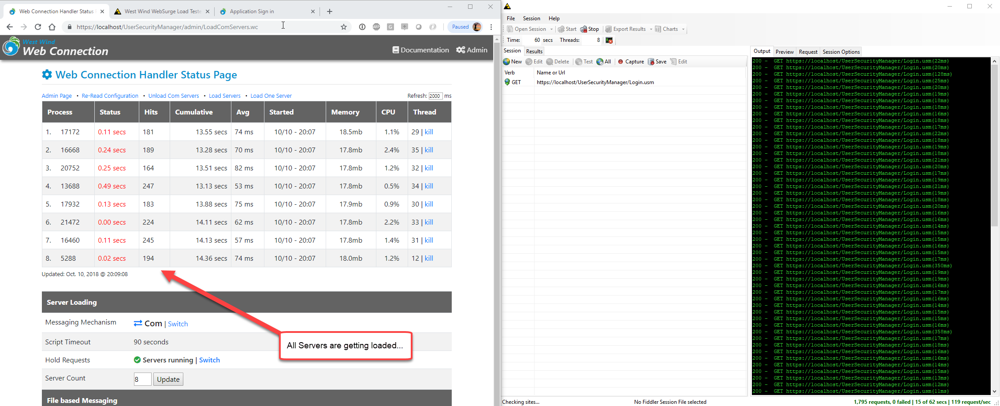 Web Connection Handler Status
West Wind WebSurge Load Teste
Application Sign in
https://localhost/UserSecurityManager/admin/LoadComServers.wc
ABP
G
Paused
West Wind
Web Connection
Documentation
Admin
Web Connection Handler Status Page
Admin Page • Re-Read Configuration • Unload Com Servers • Load Servers • Load One Server
Refresh: 2000 ms
Process Status Hits Cumulative Avg Started Memory CPU Thread
1. 17172 0.11 secs 181 13.55 secs 74 ms 10/10 - 20:07 18.5mb 1.1% 29 | kill
2. 16668 0.24 secs 189 13.28 secs 70 ms 10/10 - 20:07 17.8mb 2.4% 35 | kill
3. 20752 0.25 secs 164 13.51 secs 82 ms 10/10 - 20:07 17.8mb 1.2% 32 | kill
4. 13688 0.49 secs 247 13.13 secs 53 ms 10/10 - 20:07 17.8mb 0.5% 34 | kill
5. 17932 0.13 secs 183 13.88 secs 75 ms 10/10 - 20:07 17.9mb 0.9% 30 | kill
6. 21472 0.00 secs 224 14.11 secs 62 ms 10/10 - 20:07 17.8mb 2.2% 33 | kill
7. 16460 0.11 secs 245 14.13 secs 57 ms 10/10 - 20:07 17.8mb 1.4% 31 | kill
8. 5288 0.02 secs 194 14.36 secs 74 ms 10/10 - 20:07 18.0mb 1.2% 12 | kill
Updated: Oct. 10, 2018 @ 20:09:08
Server Loading
Messaging Mechanism Com | Switch
Script Timeout 90 seconds
Hold Requests Servers running | Switch
Server Count 8 Update
File based Messaging
All Servers are getting loaded...
File Session Help
Open Session Start Stop Export Results Charts
Time: 60 secs Threads: 8
Session Results
New Edit Delete Test All Capture Save Edit
Verb Name or Url
GET https://localhost/UserSecurityManager/Login.usm
Checking sites...
No Fiddler Session File selected
Output Preview Request Session Options
200 - GET https://localhost/UserSecurityManager/Login.usm(22ms)
200 - GET https://localhost/UserSecurityManager/Login.usm(20ms)
200 - GET https://localhost/UserSecurityManager/Login.usm(128ms)
200 - GET https://localhost/UserSecurityManager/Login.usm(25ms)
200 - GET https://localhost/UserSecurityManager/Login.usm(20ms)
200 - GET https://localhost/UserSecurityManager/Login.usm(19ms)
200 - GET https://localhost/UserSecurityManager/Login.usm(18ms)
200 - GET https://localhost/UserSecurityManager/Login.usm(18ms)
200 - GET https://localhost/UserSecurityManager/Login.usm(16ms)
200 - GET https://localhost/UserSecurityManager/Login.usm(18ms)
200 - GET https://localhost/UserSecurityManager/Login.usm(17ms)
200 - GET https://localhost/UserSecurityManager/Login.usm(22ms)
200 - GET https://localhost/UserSecurityManager/Login.usm(18ms)
200 - GET https://localhost/UserSecurityManager/Login.usm(19ms)
200 - GET https://localhost/UserSecurityManager/Login.usm(18ms)
200 - GET https://localhost/UserSecurityManager/Login.usm(21ms)
200 - GET https://localhost/UserSecurityManager/Login.usm(20ms)
200 - GET https://localhost/UserSecurityManager/Login.usm(17ms)
200 - GET https://localhost/UserSecurityManager/Login.usm(19ms)
200 - GET https://localhost/UserSecurityManager/Login.usm(21ms)
200 - GET https://localhost/UserSecurityManager/Login.usm(19ms)
200 - GET https://localhost/UserSecurityManager/Login.usm(18ms)
200 - GET https://localhost/UserSecurityManager/Login.usm(20ms)
200 - GET https://localhost/UserSecurityManager/Login.usm(16ms)
200 - GET https://localhost/UserSecurityManager/Login.usm(16ms)
200 - GET https://localhost/UserSecurityManager/Login.usm(14ms)
200 - GET https://localhost/UserSecurityManager/Login.usm(15ms)
200 - GET https://localhost/UserSecurityManager/Login.usm(15ms)
200 - GET https://localhost/UserSecurityManager/Login.usm(16ms)
200 - GET https://localhost/UserSecurityManager/Login.usm(15ms)
200 - GET https://localhost/UserSecurityManager/Login.usm(17ms)
200 - GET https://localhost/UserSecurityManager/Login.usm(350ms)
200 - GET https://localhost/UserSecurityManager/Login.usm(19ms)
200 - GET https://localhost/UserSecurityManager/Login.usm(19ms)
200 - GET https://localhost/UserSecurityManager/Login.usm(16ms)
200 - GET https://localhost/UserSecurityManager/Login.usm(17ms)
200 - GET https://localhost/UserSecurityManager/Login.usm(16ms)
200 - GET https://localhost/UserSecurityManager/Login.usm(14ms)
200 - GET https://localhost/UserSecurityManager/Login.usm(15ms)
200 - GET https://localhost/UserSecurityManager/Login.usm(15ms)
200 - GET https://localhost/UserSecurityManager/Login.usm(16ms)
200 - GET https://localhost/UserSecurityManager/Login.usm(358ms)
200 - GET https://localhost/UserSecurityManager/Login.usm(17ms)
200 - GET https://localhost/UserSecurityManager/Login.usm(18ms)
200 - GET https://localhost/UserSecurityManager/Login.usm(16ms)
200 - GET https://localhost/UserSecurityManager/Login.usm(16ms)
200 - GET https://localhost/UserSecurityManager/Login.usm(14ms)
200 - GET https://localhost/UserSecurityManager/Login.usm(15ms)
200 - GET https://localhost/UserSecurityManager/Login.usm(13ms)
200 - GET https://localhost/UserSecurityManager/Login.usm(12ms)
200 - GET https://localhost/UserSecurityManager/Login.usm(11ms)
1,795 requests, 0 failed | 15 of 62 secs | 119 request/sec